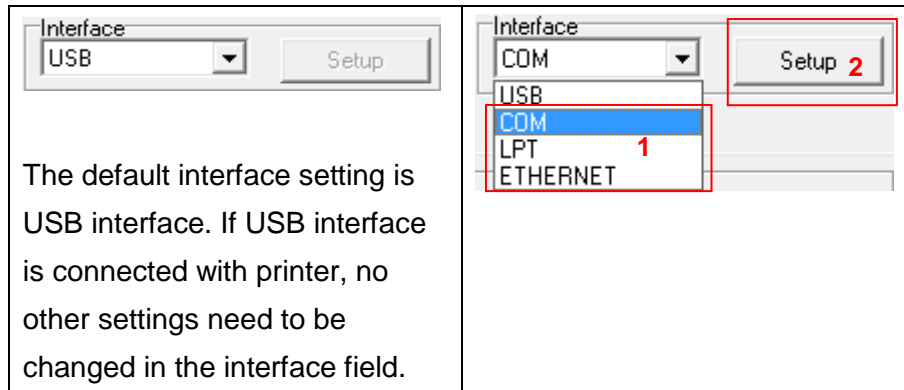 Interface
USB
Setup
The default interface setting is
USB interface. If USB interface
is connected with printer, no
other settings need to be
changed in the interface field.
Interface
COM
Setup 2
USB
COM
LPT 1
ETHERNET